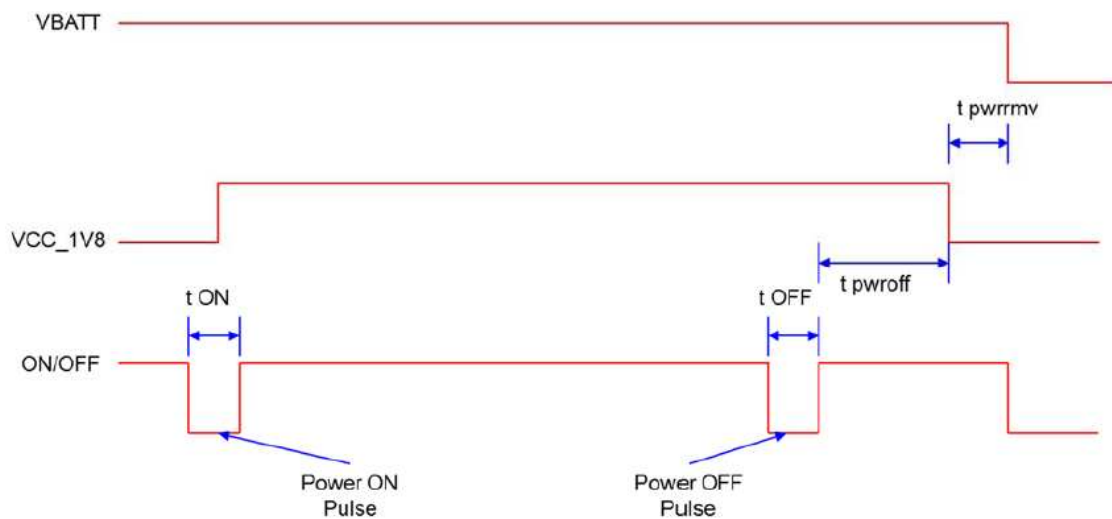 VBATT
t pwrrmv
VCC_1V8
t pwroff
t ON
t OFF
ON/OFF
Power ON
Pulse
Power OFF
Pulse